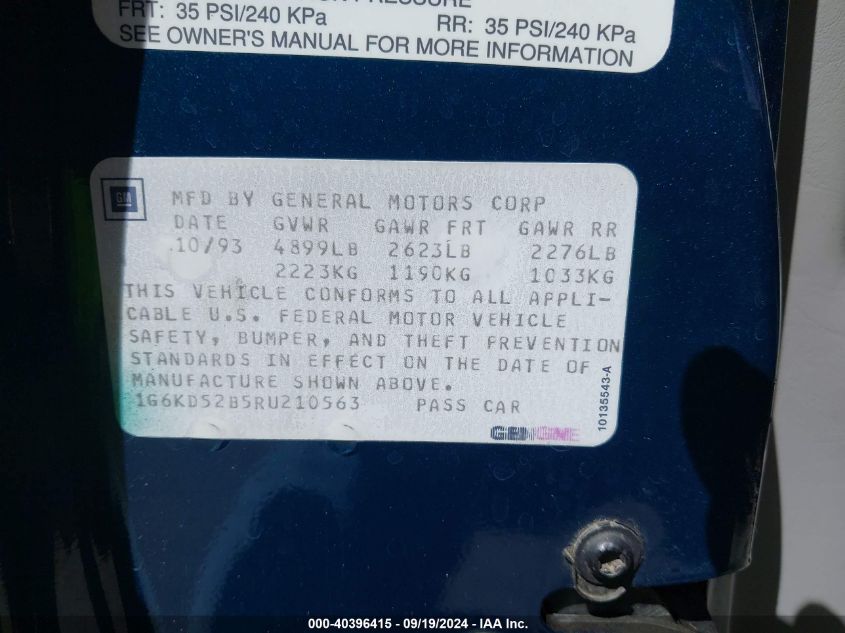 PRESSURE
FRT: 35 PSI/240 KPa RR: 35 PSI/240 KPa
SEE OWNER'S MANUAL FOR MORE INFORMATION
GM
MFD BY GENERAL MOTORS CORP
DATE GVWR GAWR FRT GAWR RR
10/93 4899LB 2623LB 2276LB
2223KG 1190KG 1033KG
THIS VEHICLE CONFORMS TO ALL APPLI-
CABLE U.S. FEDERAL MOTOR VEHICLE
SAFETY, BUMPER, AND THEFT PREVENTION
STANDARDS IN EFFECT ON THE DATE OF
MANUFACTURE SHOWN ABOVE.
1G6KD52B5RU210563 PASS CAR
10135543-A
000-40396415 - 09/19/2024 - IAA Inc.